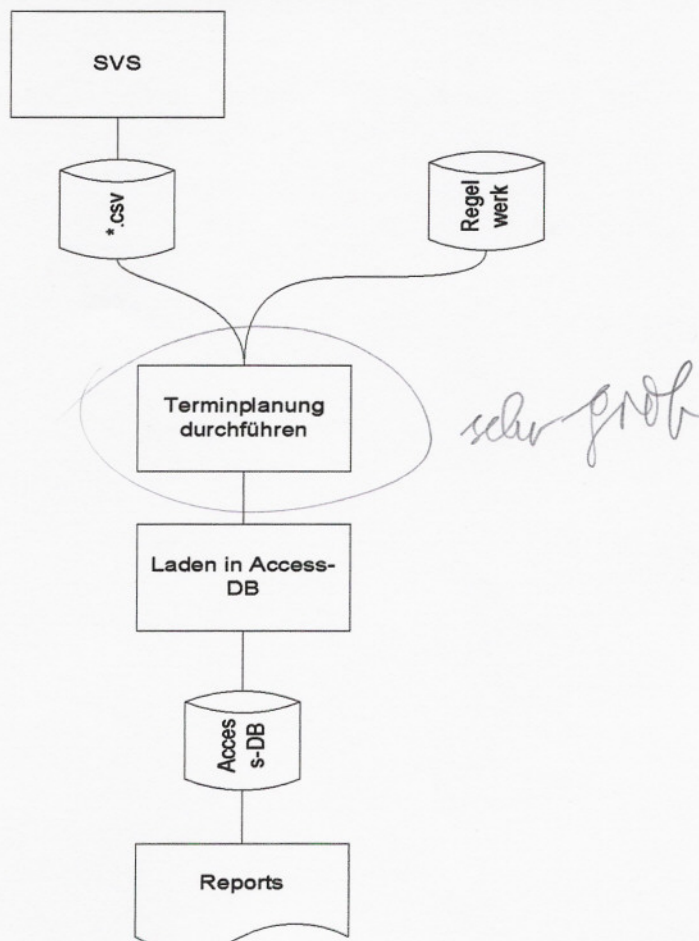 SVS
*.csv
Regel
werk
Terminplanung
durchführen
sehr grob
Laden in Access-
DB
Acces
s-DB
Reports